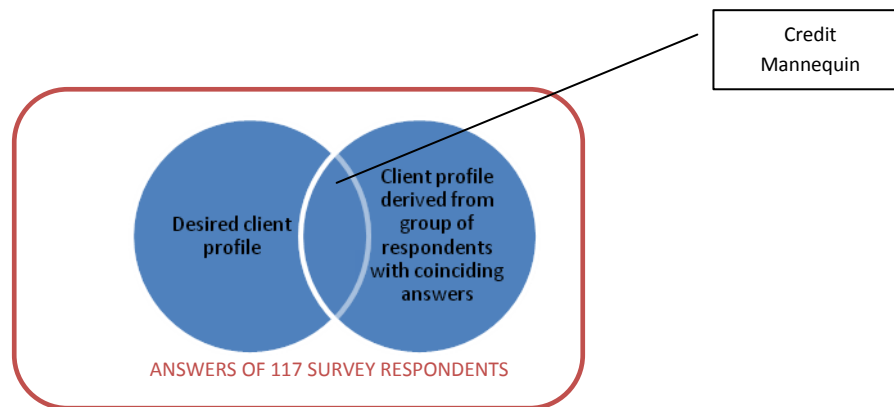 Credit
Mannequin
Desired client
profile
Client profile
derived from
group of
respondents
with coinciding
answers
ANSWERS OF 117 SURVEY RESPONDENTS